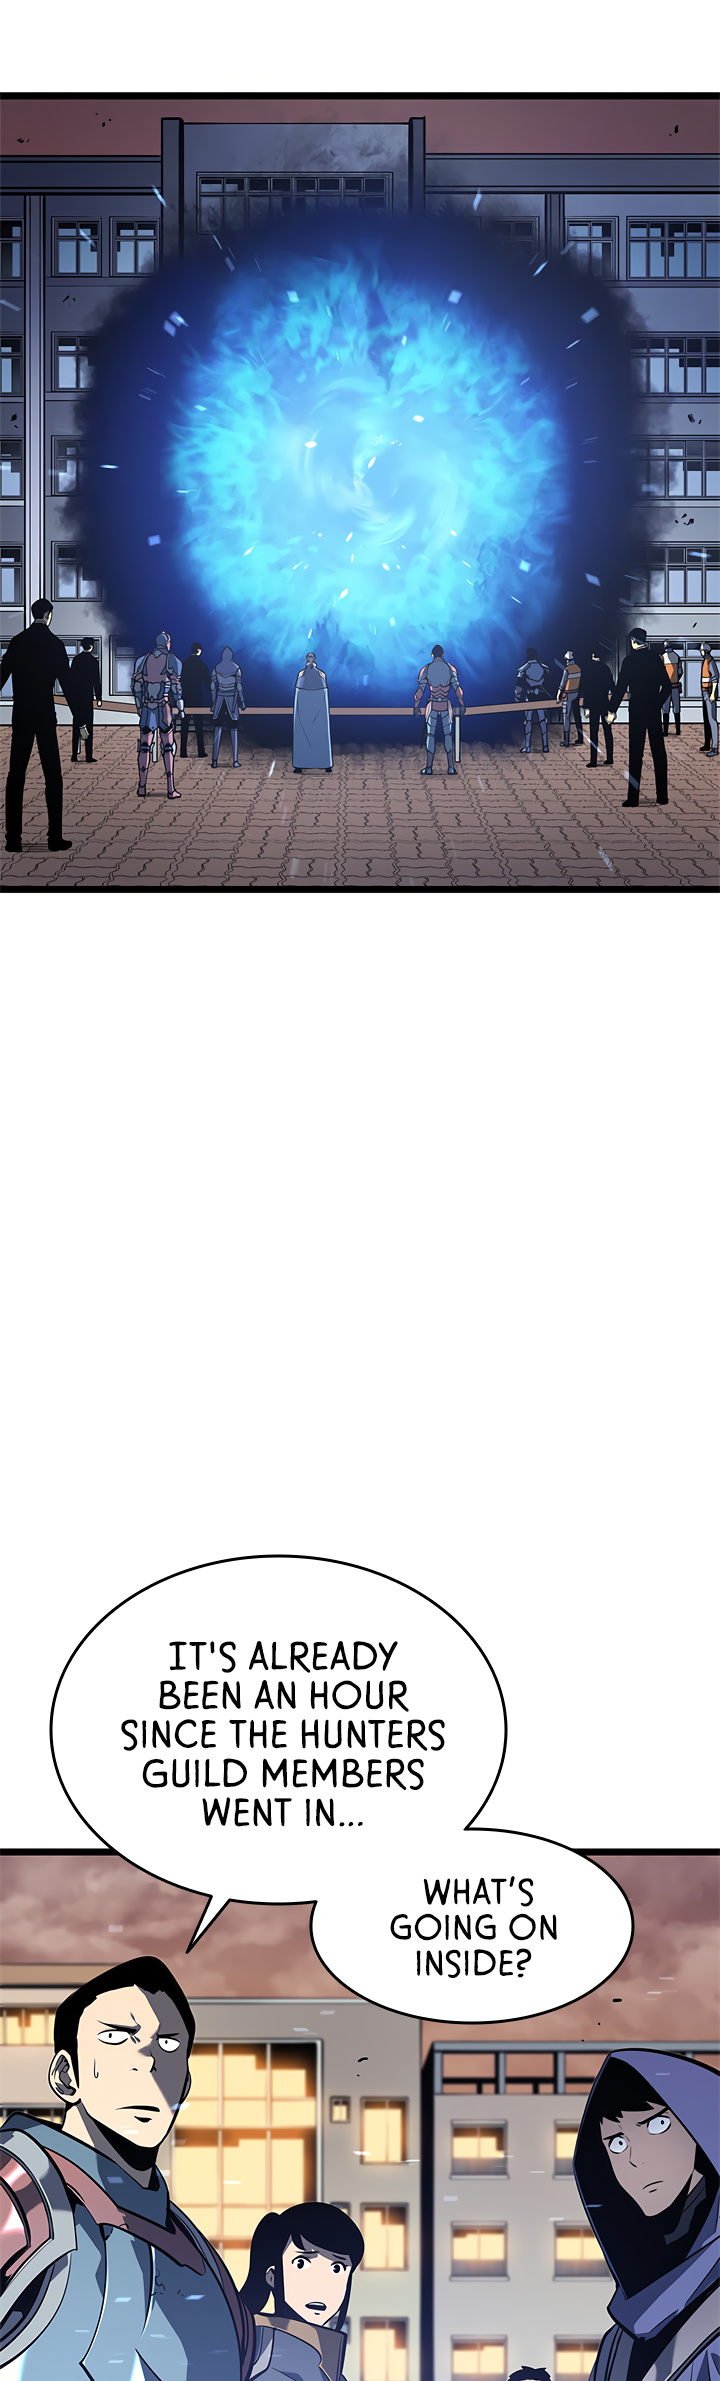 IT'S ALREADY
BEEN AN HOUR
SINCE THE HUNTERS
GUILD MEMBERS
WENT IN...
WHAT'S
GOING ON
INSIDE?